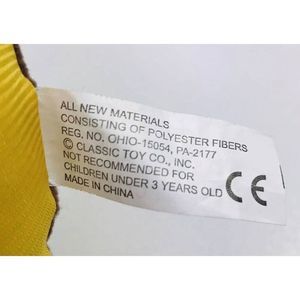 ALL NEW MATERIALS
CONSISTING OF POLYESTER FIBERS
REG. NO. OHIO-15054, PA-2177
© CLASSIC TOY CO., INC.
NOT RECOMMENDED FOR
CHILDREN UNDER 3 YEARS OLD CE
MADE IN CHINA